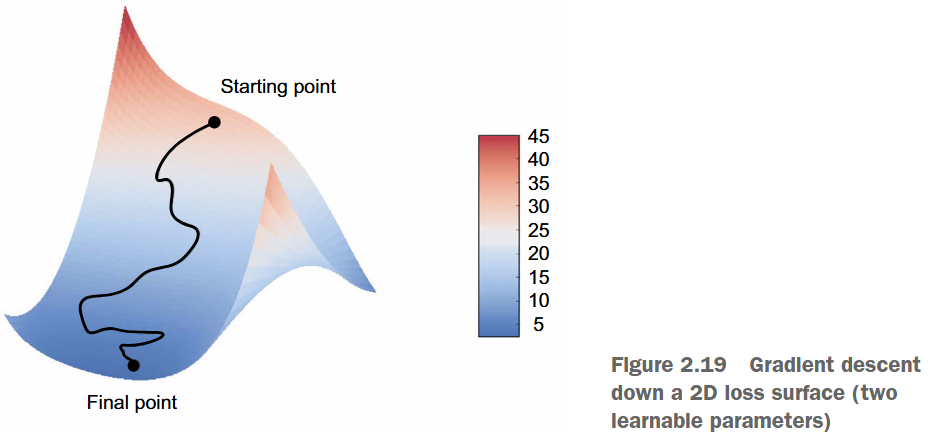 Starting point
45
40
35
30
25
20
15
10
5
Final point
Figure 2.19 Gradient descent
down a 2D loss surface (two
learnable parameters)